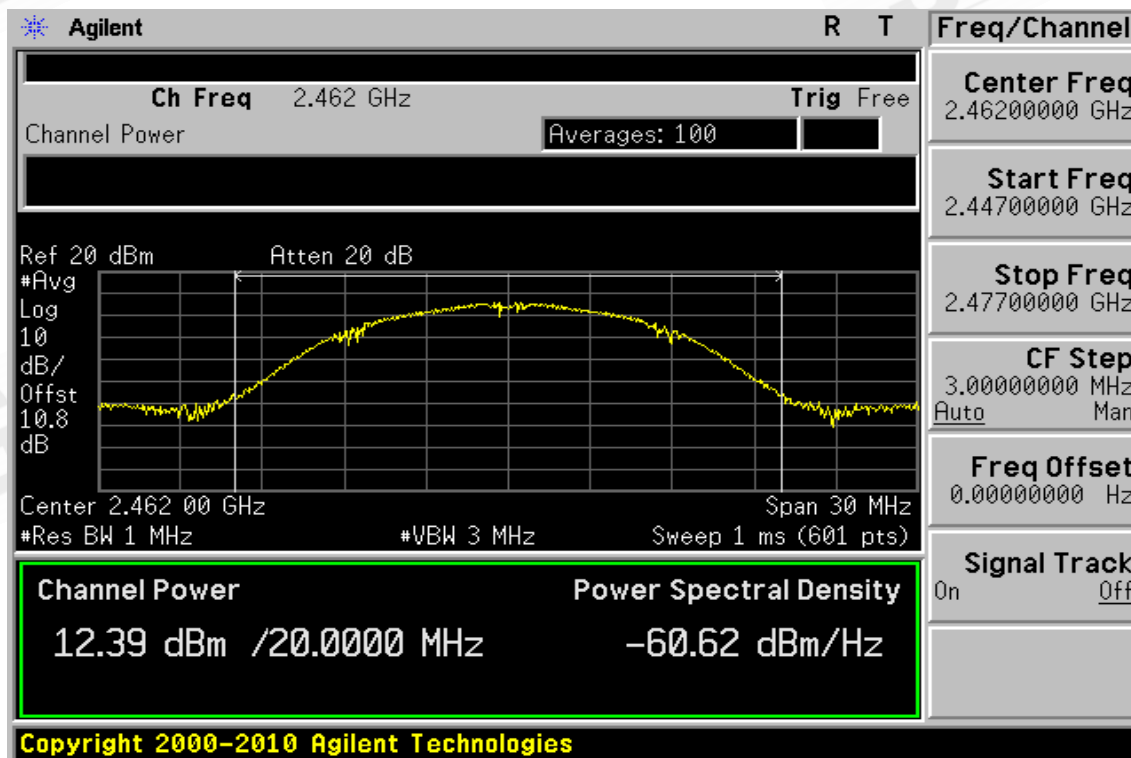 Agilent R T
Ch Freq 2.462 GHz Trig Free
Channel Power Averages: 100
Ref 20 dBm Atten 20 dB
#Avg
Log
10
dB/
Offst
10.8
dB
Center 2.462 00 GHz Span 30 MHz
#Res BW 1 MHz #VBW 3 MHz Sweep 1 ms (601 pts)
Channel Power Power Spectral Density
12.39 dBm /20.0000 MHz -60.62 dBm/Hz
Copyright 2000-2010 Agilent Technologies
Freq/Channel
Center Freq
2.46200000 GHz
Start Freq
2.44700000 GHz
Stop Freq
2.47700000 GHz
CF Step
3.00000000 MHz
Auto Man
Freq Offset
0.00000000 Hz
Signal Track
On Off